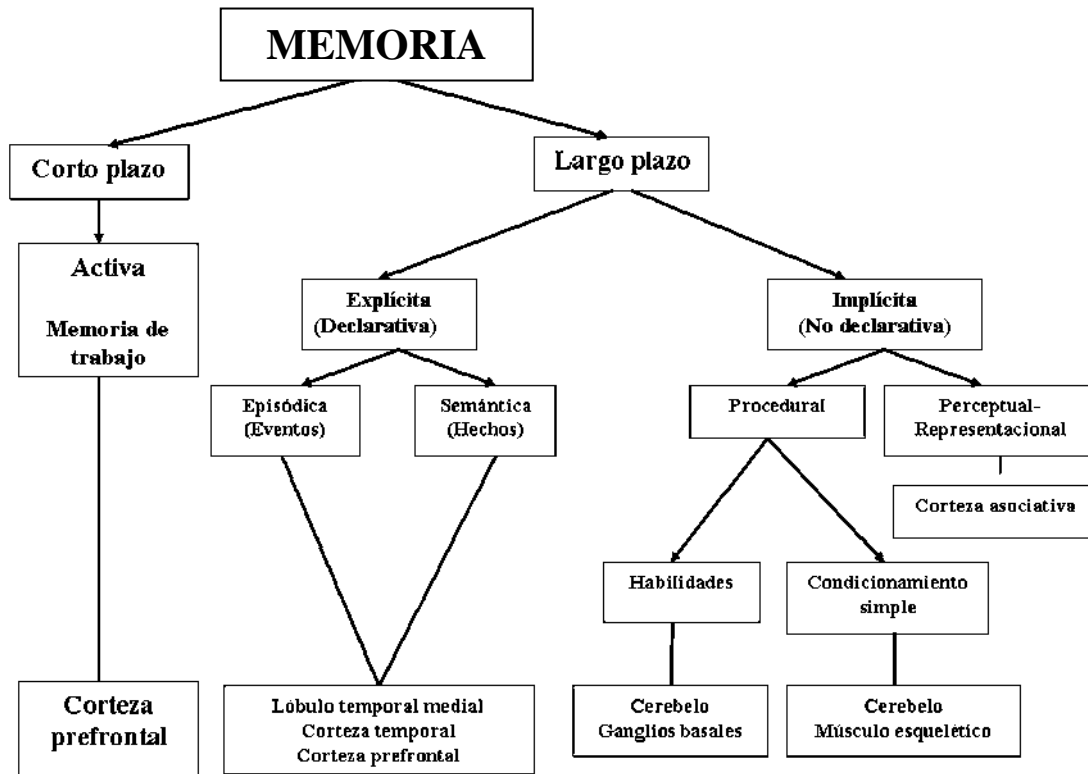 MEMORIA
Corto plazo
Largo plazo
Activa
Memoria de
trabajo
Explícita
(Declarativa)
Implícita
(No declarativa)
Episódica
(Eventos)
Semántica
(Hechos)
Procedural
Perceptual-
Representacional
Corteza asociativa
Habilidades
Condicionamiento
simple
Corteza
prefrontal
Lóbulo temporal medial
Corteza temporal
Corteza prefrontal
Cerebelo
Ganglios basales
Cerebelo
Músculo esquelético